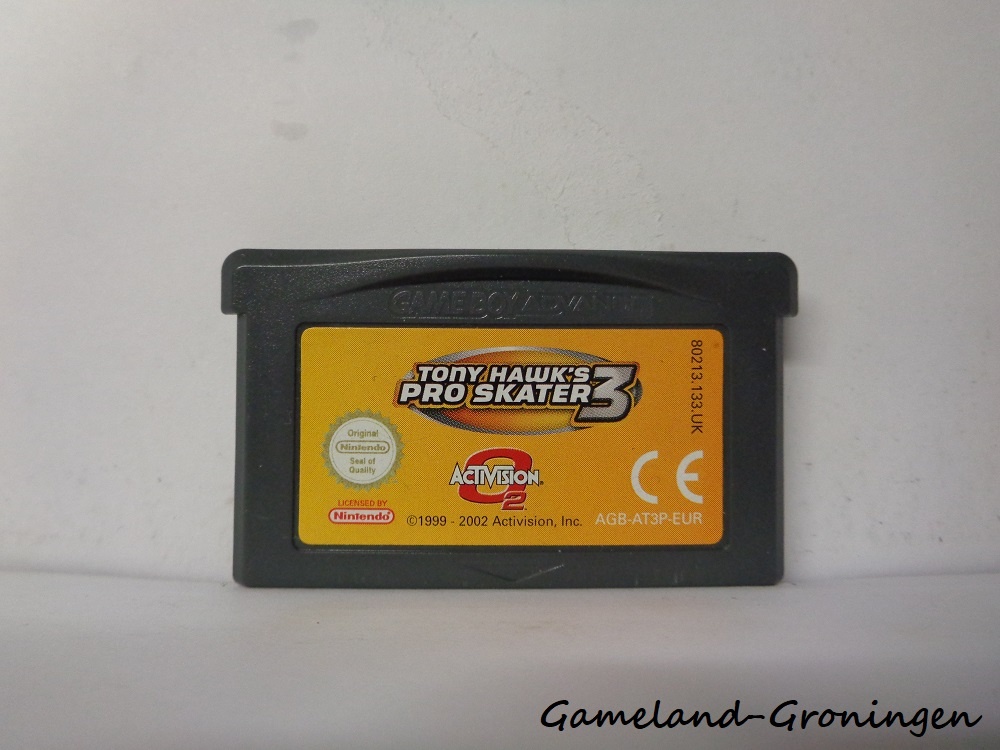 GAME BOY ADVANCE
TONY HAWK'S
PRO SKATER 3
80213.133.UK
Original
Nintendo
Seal of
Quality
ACTIVISION
O2
LICENSED BY
Nintendo
©1999 - 2002 Activision, Inc.
AGB-AT3P-EUR
CE
Gameland-Groningen